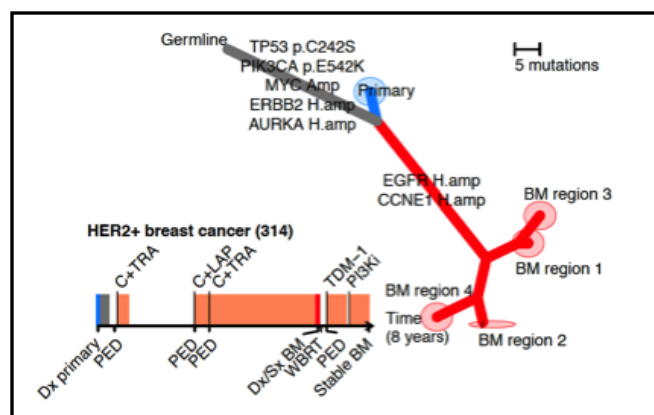 Germline
TP53 p.C242S
PIK3CA p.E542K
MYC Amp
ERBB2 H.amp
AURKA H.amp
Primary
5 mutations
EGFR H.amp
CCNE1 H.amp
BM region 3
BM region 1
BM region 4
BM region 2
HER2+ breast cancer (314)
C+TRA
C+LAP
C+TRA
TDM-1
PI3Ki
Time
(8 years)
Dx primary
PED
PED
PED
Dx/Sx BM
WBRT
PED
Stable BM